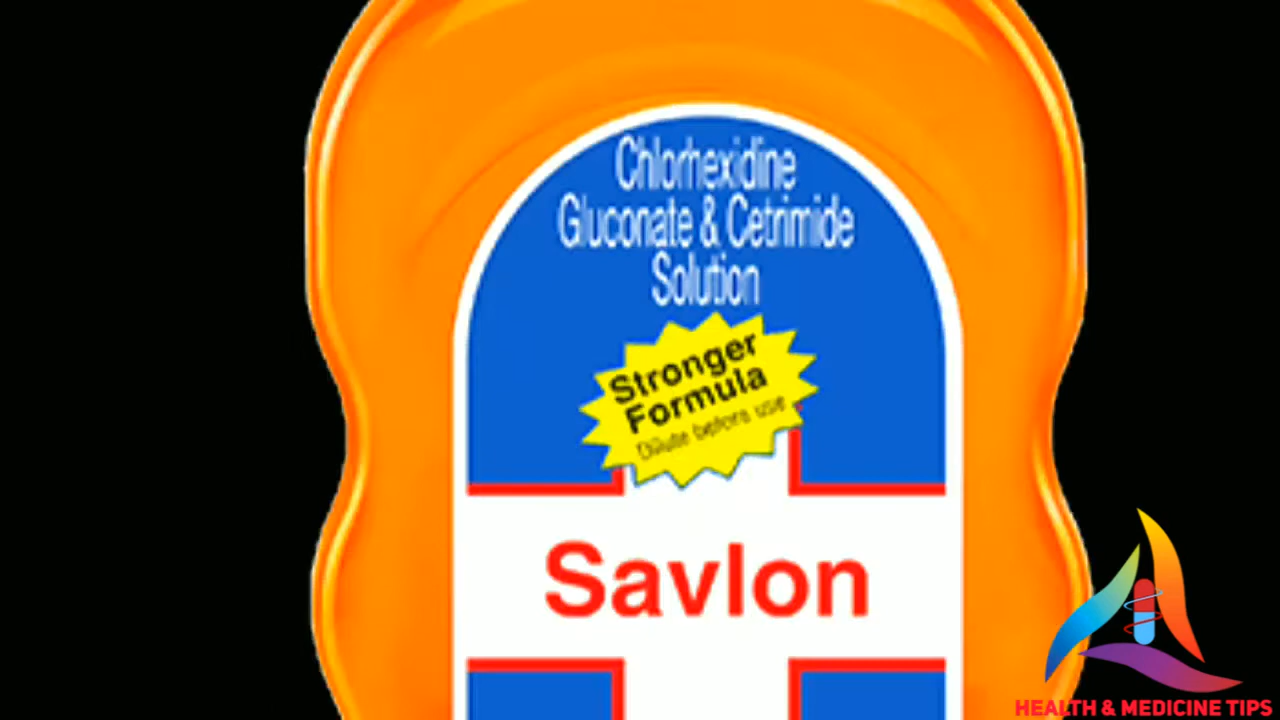 Chlorhexidine
Gluconate & Cetrimide
Solution
Stronger
Formula
Dilute before use
Savlon
HEALTH & MEDICINE TIPS